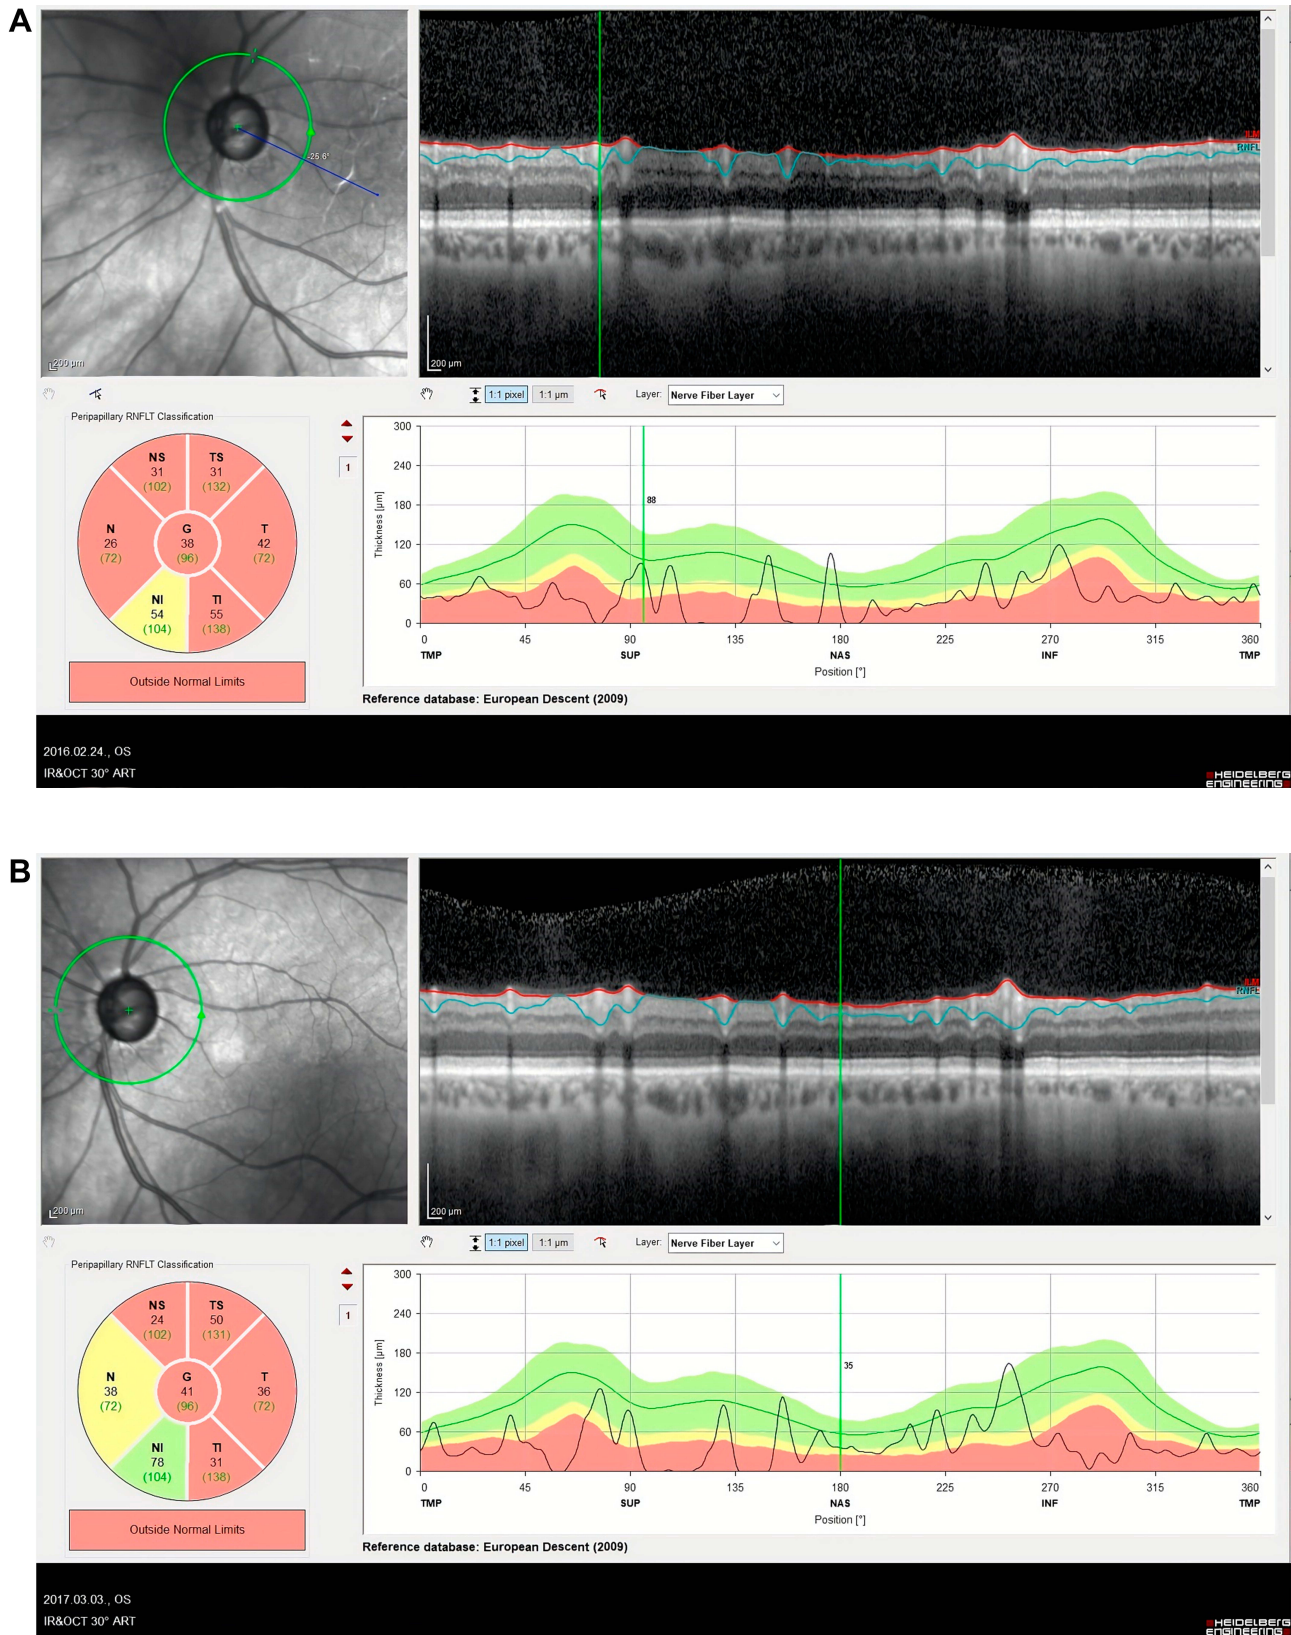 A
-25.6°
ILM
RNFL
200 µm
200 µm
1:1 pixel
1:1 µm
Layer:
Nerve Fiber Layer
Peripapillary RNFLT Classification
NS
31
(102)
TS
31
(132)
N
26
(72)
G
38
(96)
T
42
(72)
NI
54
(104)
TI
55
(138)
Outside Normal Limits
1
Thickness [µm]
300
240
180
120
60
0
88
0 45 90 135 180 225 270 315 360
TMP SUP NAS INF TMP
Position [°]
Reference database: European Descent (2009)
2016.02.24., OS
IR&OCT 30° ART
HEIDELBERG
ENGINEERING
B
ILM
RNFL
200 µm
200 µm
1:1 pixel
1:1 µm
Layer:
Nerve Fiber Layer
Peripapillary RNFLT Classification
NS
24
(102)
TS
50
(131)
N
38
(72)
G
41
(96)
T
36
(72)
NI
78
(104)
TI
31
(138)
Outside Normal Limits
1
Thickness [µm]
300
240
180
120
60
0
35
0 45 90 135 180 225 270 315 360
TMP SUP NAS INF TMP
Position [°]
Reference database: European Descent (2009)
2017.03.03., OS
IR&OCT 30° ART
HEIDELBERG
ENGINEERING